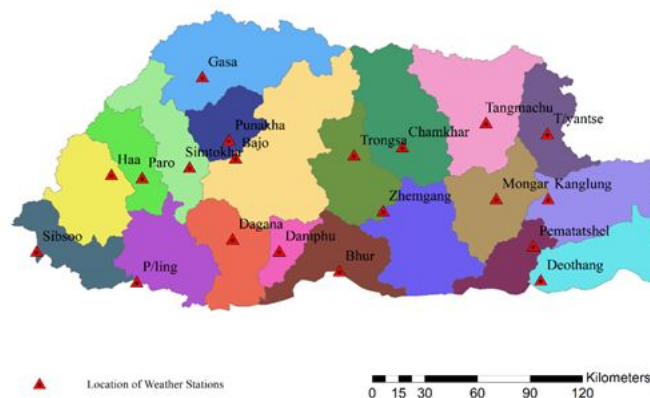 Gasa
Tangmachu
T/yantse
Punakha
Chamkhar
Bajo
Trongsa
Simtokha
Haa
Paro
Mongar
Kanglung
Zhemgang
Dagana
Pematatshel
Sibsoo
Daniphu
Bhur
P/ling
Deothang
Location of Weather Stations
Kilometers
0 15 30 60 90 120